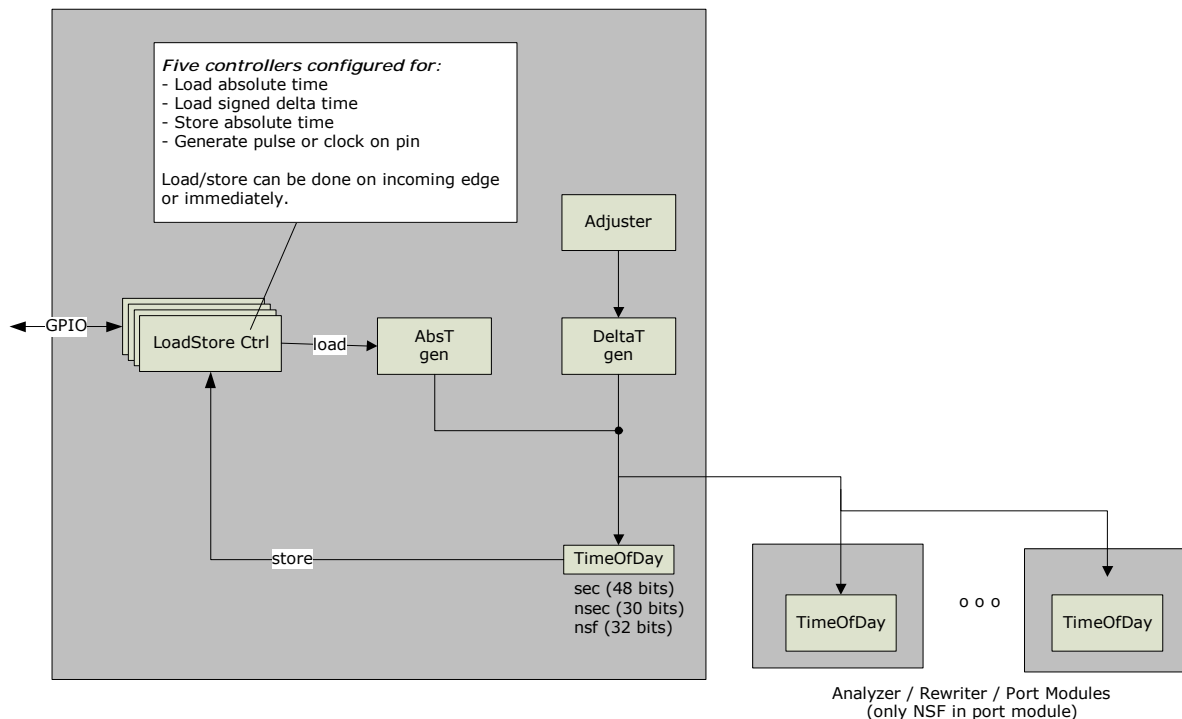 Five controllers configured for:
- Load absolute time
- Load signed delta time
- Store absolute time
- Generate pulse or clock on pin
Load/store can be done on incoming edge
or immediately.
Adjuster
GPIO
LoadStore Ctrl
load
AbsT
gen
DeltaT
gen
store
TimeOfDay
sec (48 bits)
nsec (30 bits)
nsf (32 bits)
TimeOfDay
o o o
TimeOfDay
Analyzer / Rewriter / Port Modules
(only NSF in port module)